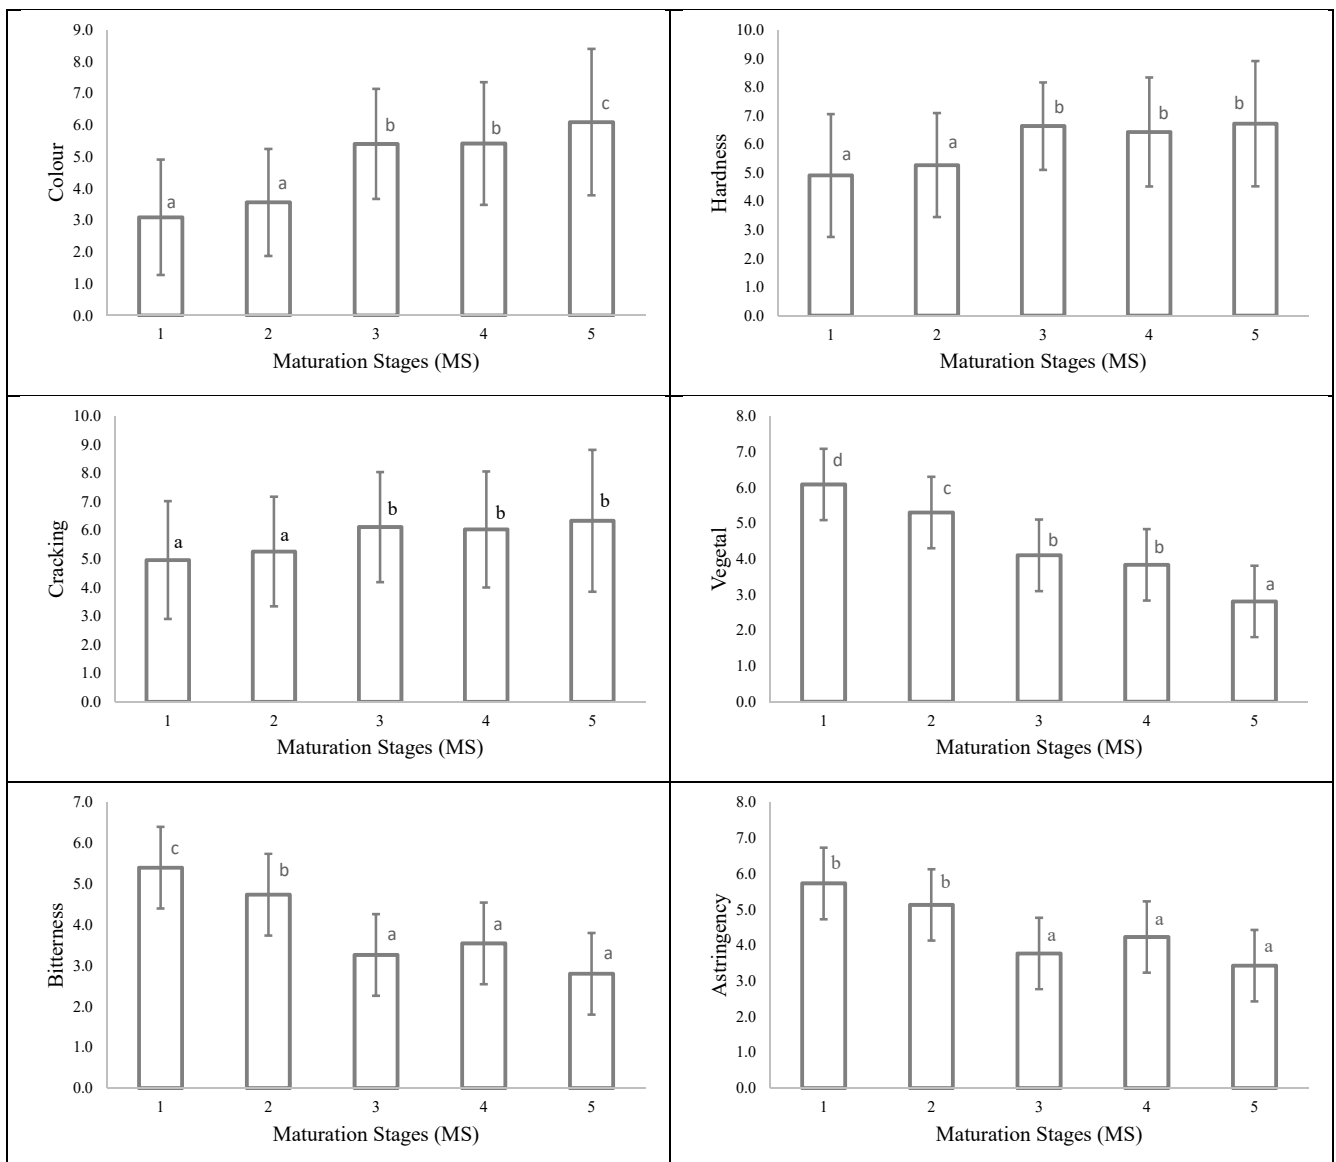 Colour
9.0
8.0
7.0
6.0
5.0
4.0
3.0
2.0
1.0
0.0
a
a
b
b
c
1 2 3 4 5
Maturation Stages (MS)
Hardness
10.0
9.0
8.0
7.0
6.0
5.0
4.0
3.0
2.0
1.0
0.0
a
a
b
b
b
1 2 3 4 5
Maturation Stages (MS)
Cracking
10.0
9.0
8.0
7.0
6.0
5.0
4.0
3.0
2.0
1.0
0.0
a
a
b
b
b
1 2 3 4 5
Maturation Stages (MS)
Vegetal
8.0
7.0
6.0
5.0
4.0
3.0
2.0
1.0
0.0
d
c
b
b
a
1 2 3 4 5
Maturation Stages (MS)
Bitterness
7.0
6.0
5.0
4.0
3.0
2.0
1.0
0.0
c
b
a
a
a
1 2 3 4 5
Maturation Stages (MS)
Astringency
8.0
7.0
6.0
5.0
4.0
3.0
2.0
1.0
0.0
b
b
a
a
a
1 2 3 4 5
Maturation Stages (MS)